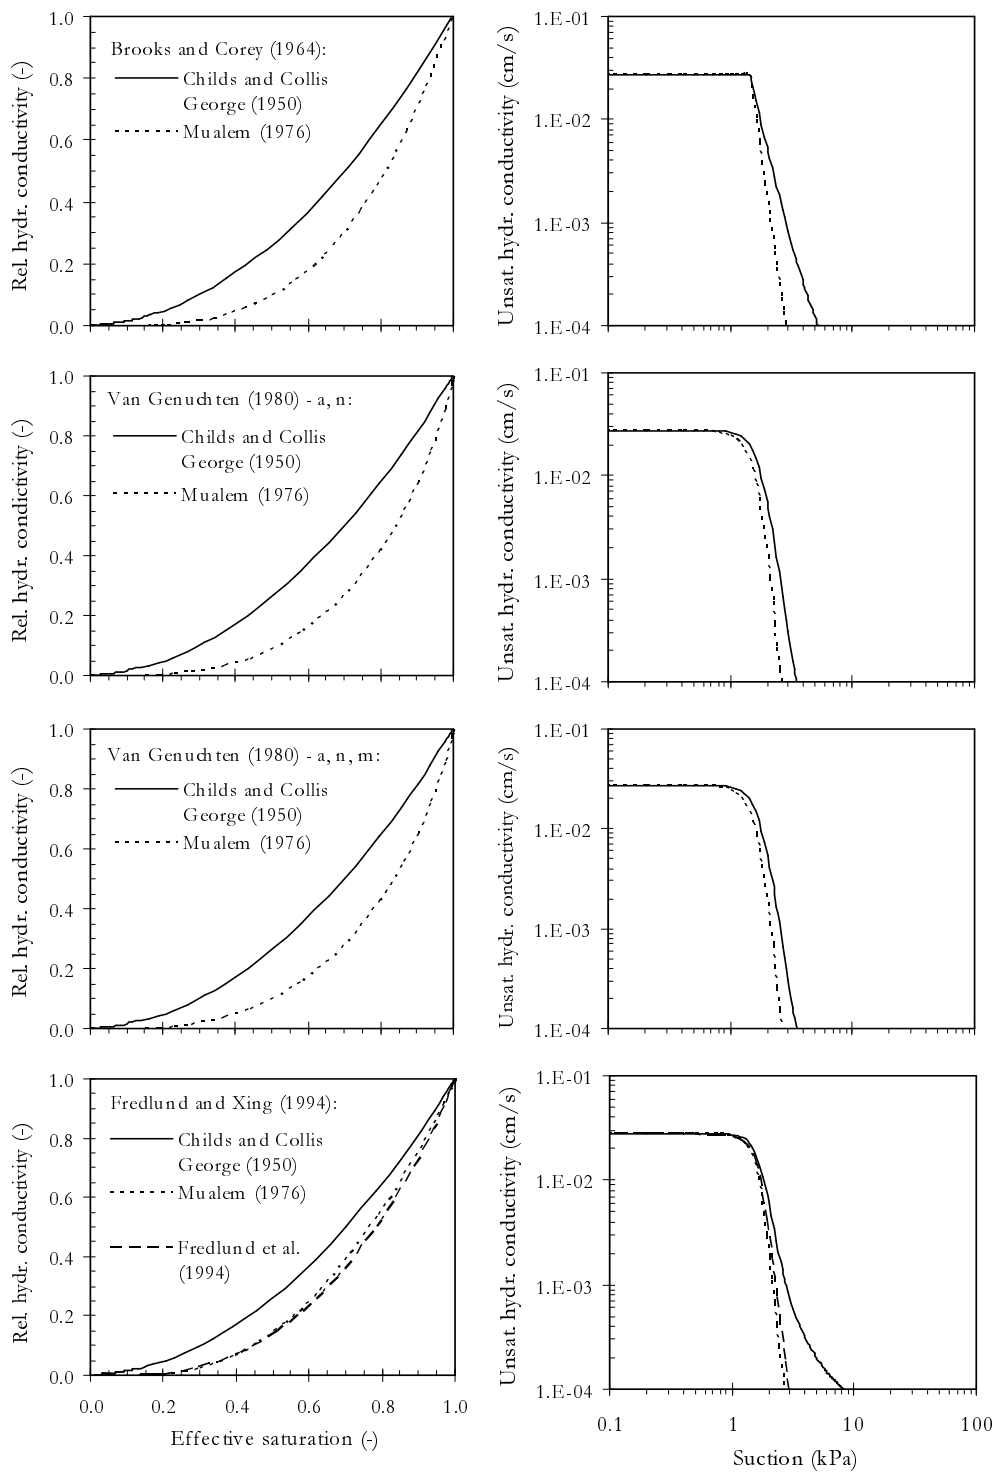 Rel. hydr. conductivity (-)
1.0
0.8
0.6
0.4
0.2
0.0
Brooks and Corey (1964):
Childs and Collis
George (1950)
Mualem (1976)
Unsat. hydr. conductivity (cm/s)
1.E-01
1.E-02
1.E-03
1.E-04
Rel. hydr. condictivity (-)
1.0
0.8
0.6
0.4
0.2
0.0
Van Genuchten (1980) - a, n:
Childs and Collis
George (1950)
Mualem (1976)
Unsat. hydr. conductivity (cm/s)
1.E-01
1.E-02
1.E-03
1.E-04
Rel. hydr. conductivity (-)
1.0
0.8
0.6
0.4
0.2
0.0
Van Genuchten (1980) - a, n, m:
Childs and Collis
George (1950)
Mualem (1976)
Unsat. hydr. conductivity (cm/s)
1.E-01
1.E-02
1.E-03
1.E-04
Rel. hydr. conductivity (-)
1.0
0.8
0.6
0.4
0.2
0.0
Fredlund and Xing (1994):
Childs and Collis
George (1950)
Mualem (1976)
Fredlund et al.
(1994)
0.0 0.2 0.4 0.6 0.8 1.0
Effective saturation (-)
Unsat. hydr. conductivity (cm/s)
1.E-01
1.E-02
1.E-03
1.E-04
0.1 1 10 100
Suction (kPa)